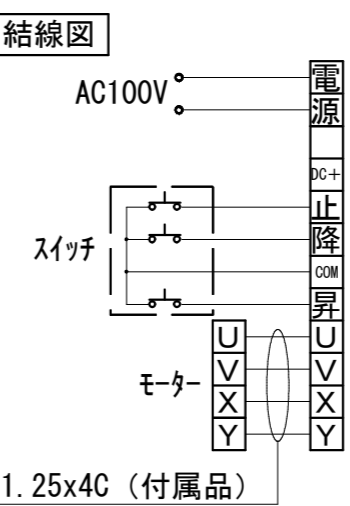 結線図
AC100V
電
源
DC+
止
降
COM
昇
スイッチ
U
V
X
Y
モーター
U
V
X
Y
1.25x4C（付属品）